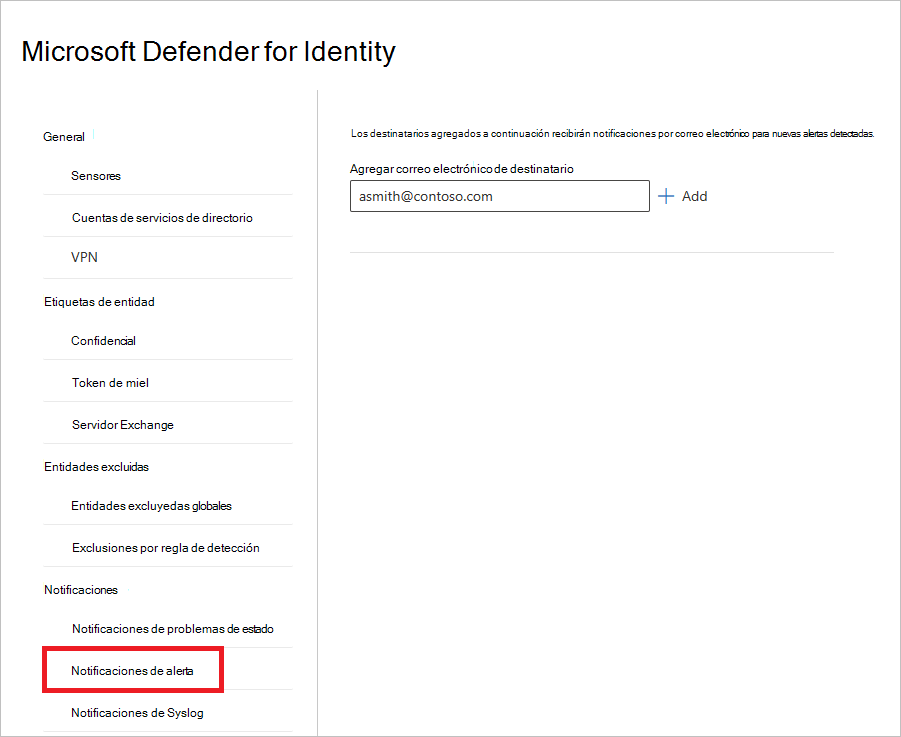 Microsoft Defender for Identity
General
Sensores
Cuentas de servicios de directorio
VPN
Etiquetas de entidad
Confidencial
Token de miel
Servidor Exchange
Entidades excluidas
Entidades excluyedas globales
Exclusiones por regla de detección
Notificaciones
Notificaciones de problemas de estado
Notificaciones de alerta
Notificaciones de Syslog
Los destinatarios agregados a continuación recibirán notificaciones por correo electrónico para nuevas alertas detectadas.
Agregar correo electrónico de destinatario
asmith@contoso.com
Add